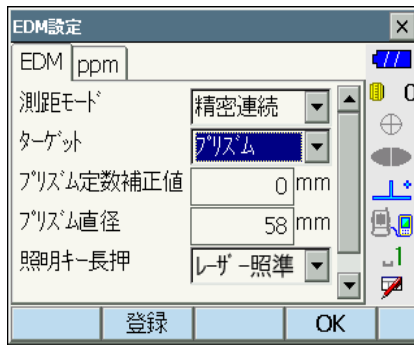 EDM設定
EDM ppm
測距モード 精密連続
ターゲット プリズム
プリズム定数補正値 0 mm
プリズム直径 58 mm
照明キー長押 レーザー照準
登録 OK
0
1